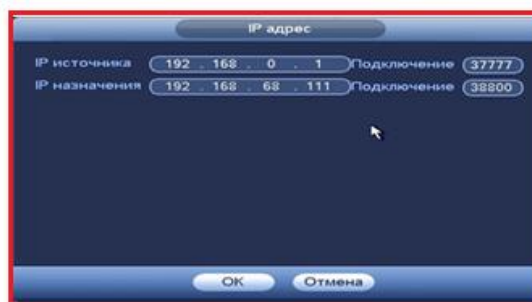 IP адрес
IP источника 192 . 168 . 0 . 1 Подключение 37777
IP назначения 192 . 168 . 68 . 111 Подключение 38800
OK Отмена